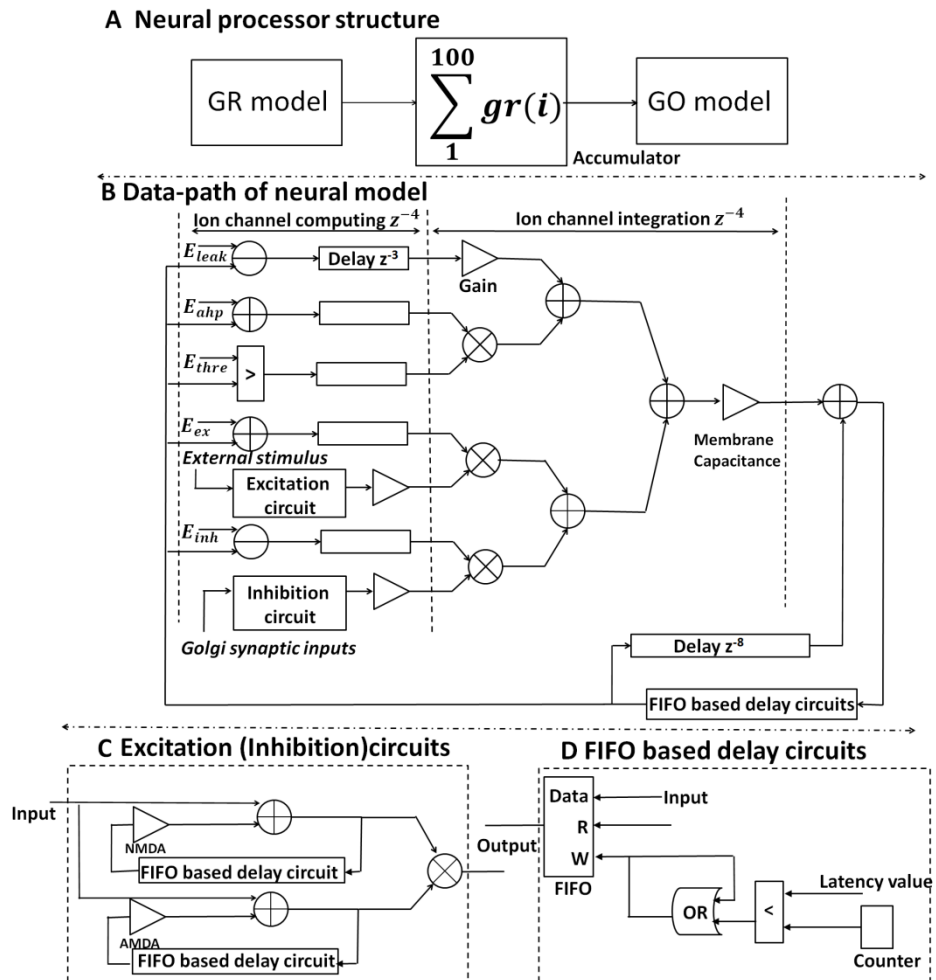 A Neural processor structure
GR model
100
∑ gr(i)
1
GO model
Accumulator
B Data-path of neural model
Ion channel computing z⁻⁴
Ion channel integration z⁻⁴
E_leak
Delay z⁻³
Gain
E_ahp
E_thre
>
E_ex
External stimulus
Excitation
circuit
Membrane
Capacitance
E_inh
Inhibition
circuit
Golgi synaptic inputs
Delay z⁻⁸
FIFO based delay circuits
C Excitation (Inhibition)circuits
Input
NMDA
FIFO based delay circuit
AMDA
FIFO based delay circuit
D FIFO based delay circuits
Data
Input
Output
R
W
FIFO
Latency value
OR
<
Counter